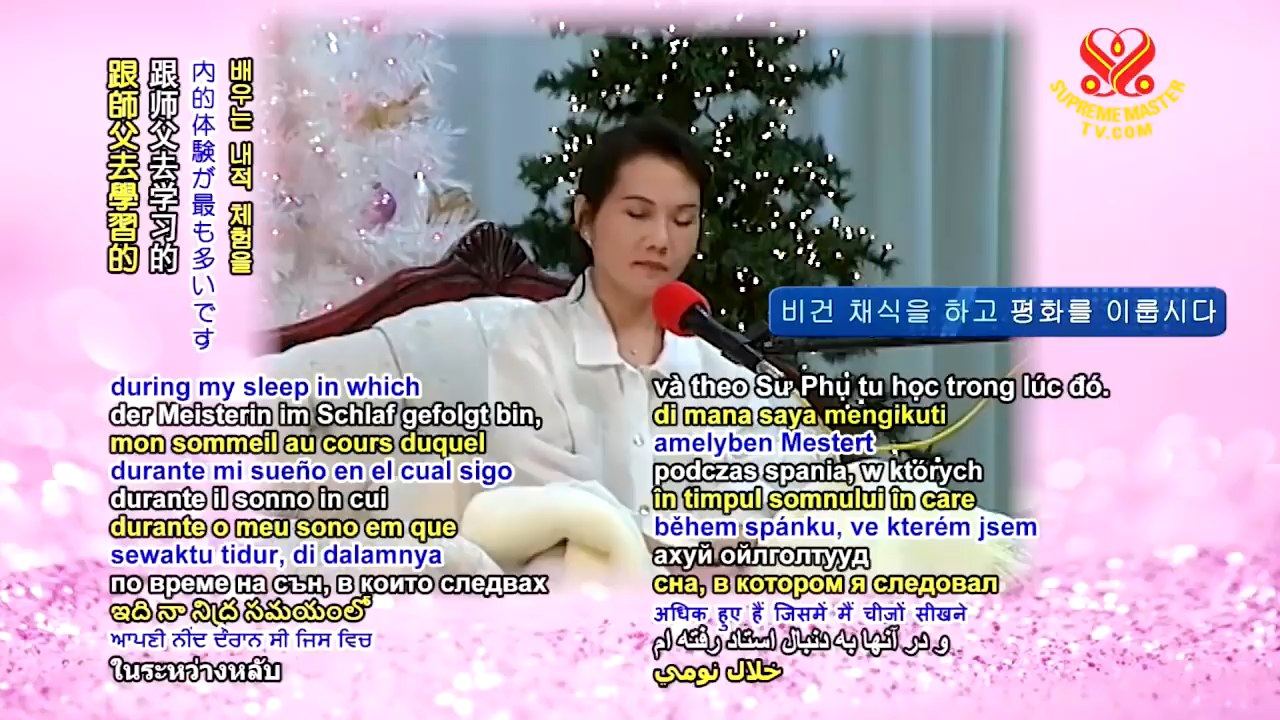 跟師父去學習的
跟师父去学习的
内的体験が最も多いです
배우는 내적 체험을
SUPREME MASTER
TV.COM
비건 채식을 하고 평화를 이룹시다
during my sleep in which
der Meisterin im Schlaf gefolgt bin,
mon sommeil au cours duquel
durante mi sueño en el cual sigo
durante il sonno in cui
durante o meu sono em que
sewaktu tidur, di dalamnya
по време на сън, в които следвах
ఇది నా నిద్ర సమయంలో
ਆਪਣੀ ਨੀਂਦ ਦੌਰਾਨ ਸੀ ਜਿਸ ਵਿਚ
ในระหว่างหลับ
và theo Sư Phụ tu học trong lúc đó.
di mana saya mengikuti
amelyben Mestert
podczas spania, w których
în timpul somnului în care
během spánku, ve kterém jsem
ахуй ойлголтууд
сна, в котором я следовал
अधिक हुए हैं जिसमें मैं चीजों सीखने
و در آنها به دنبال استاد رفته ام
خلال نومي